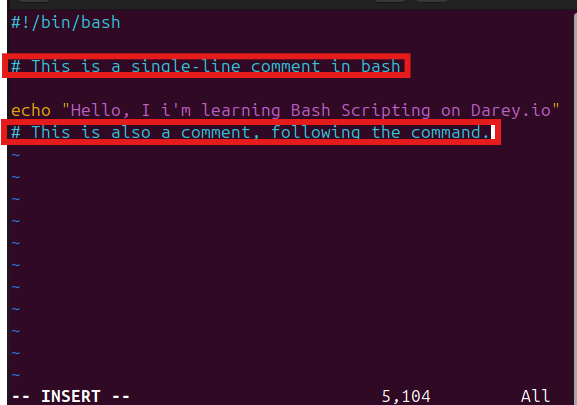 #!/bin/bash
# This is a single-line comment in bash
echo "Hello, I i'm learning Bash Scripting on Darey.io"
# This is also a comment, following the command.
~
~
~
~
~
~
~
~
~
~
~
-- INSERT -- 5,104 All